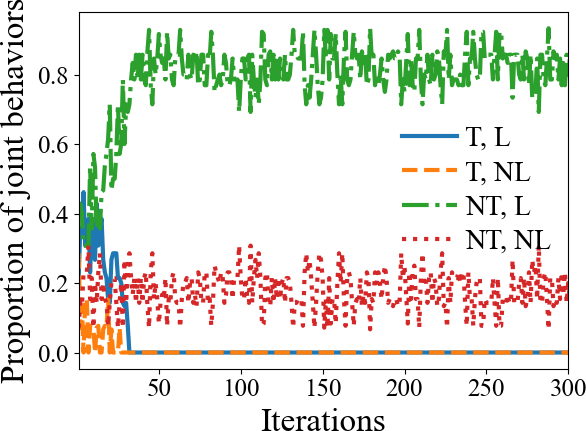 Proportion of joint behaviors
0.8
0.6
0.4
0.2
0.0
T, L
T, NL
NT, L
NT, NL
50
100
150
200
250
300
Iterations